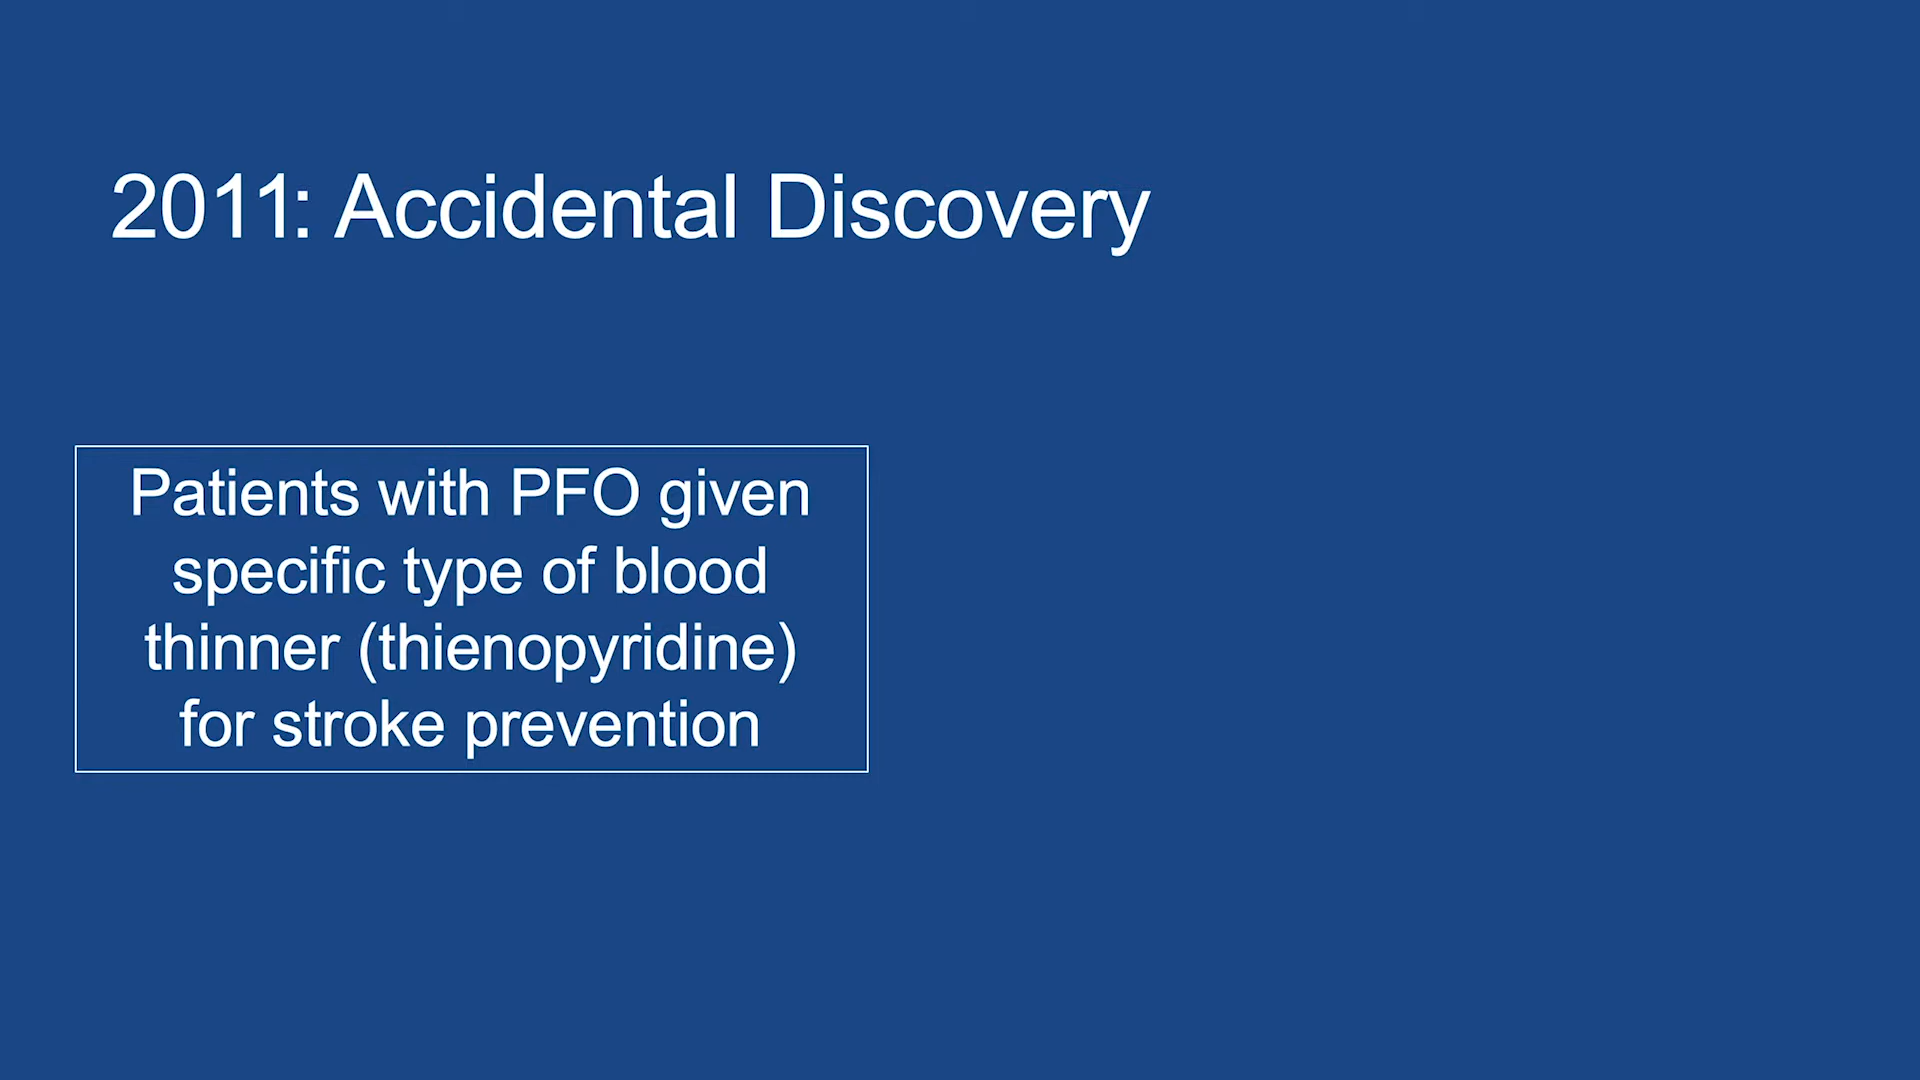 2011: Accidental Discovery
Patients with PFO given
specific type of blood
thinner (thienopyridine)
for stroke prevention